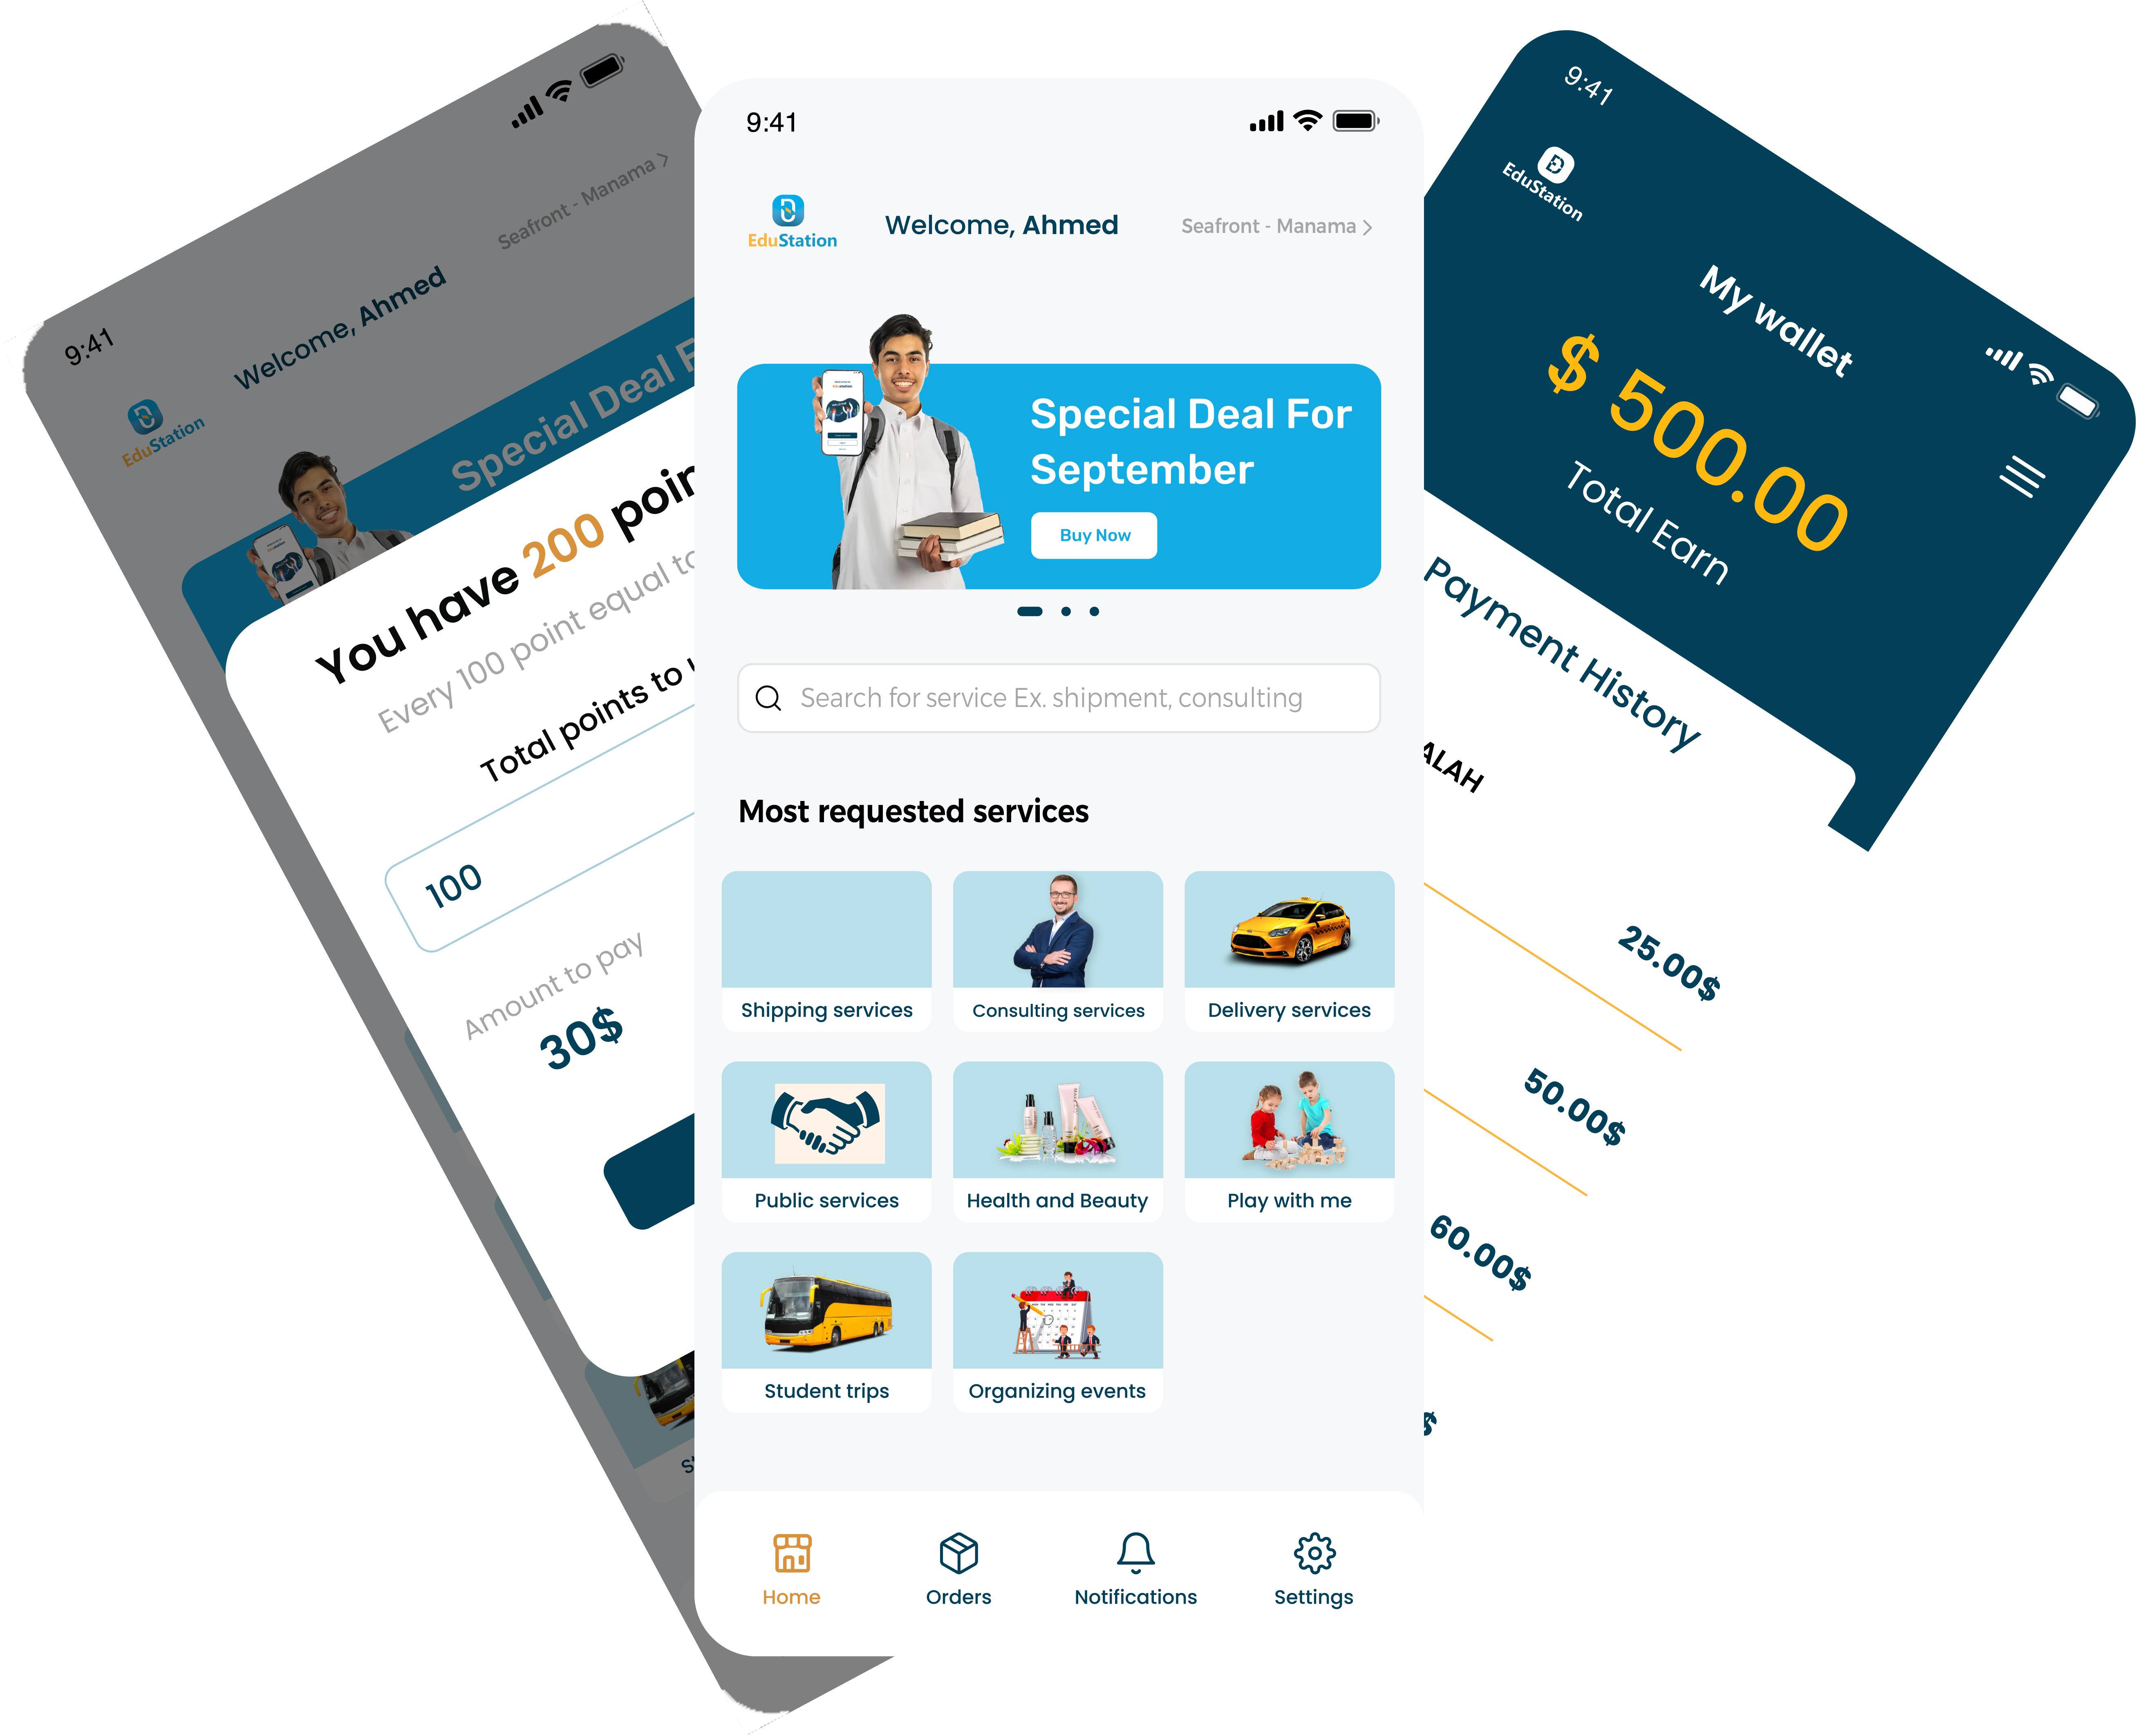 9:41
Seafront - Manama
Welcome, Ahmed
EduStation
Special Deal
You have 200
Every 100 point equal to
Total points to
100
Amount to pay
30$
9:41
EduStation
Welcome, Ahmed
Seafront - Manama
Special Deal For
September
Buy Now
Search for service Ex. shipment, consulting
Most requested services
Shipping services
Consulting services
Delivery services
Public services
Health and Beauty
Play with me
Student trips
Organizing events
Home
Orders
Notifications
Settings
9:41
EduStation
My wallet
$ 500.00
Total Earn
Payment History
ALAH
25.00$
50.00$
60.00$
$